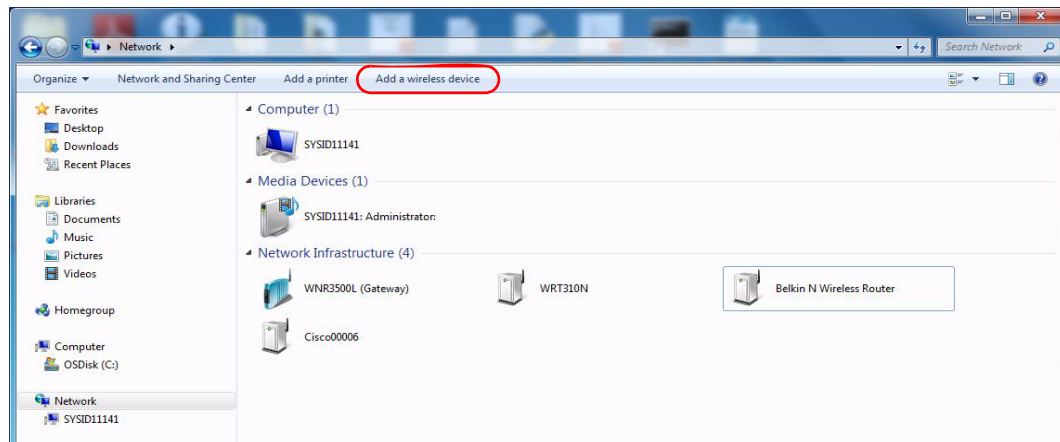 Network
Search Network
Organize
Network and Sharing Center
Add a printer
Add a wireless device
Favorites
Desktop
Downloads
Recent Places
Libraries
Documents
Music
Pictures
Videos
Homegroup
Computer
OSDisk (C:)
Network
SYSID11141
Computer (1)
SYSID11141
Media Devices (1)
SYSID11141: Administrator:
Network Infrastructure (4)
WNR3500L (Gateway)
WRT310N
Belkin N Wireless Router
Cisco00006